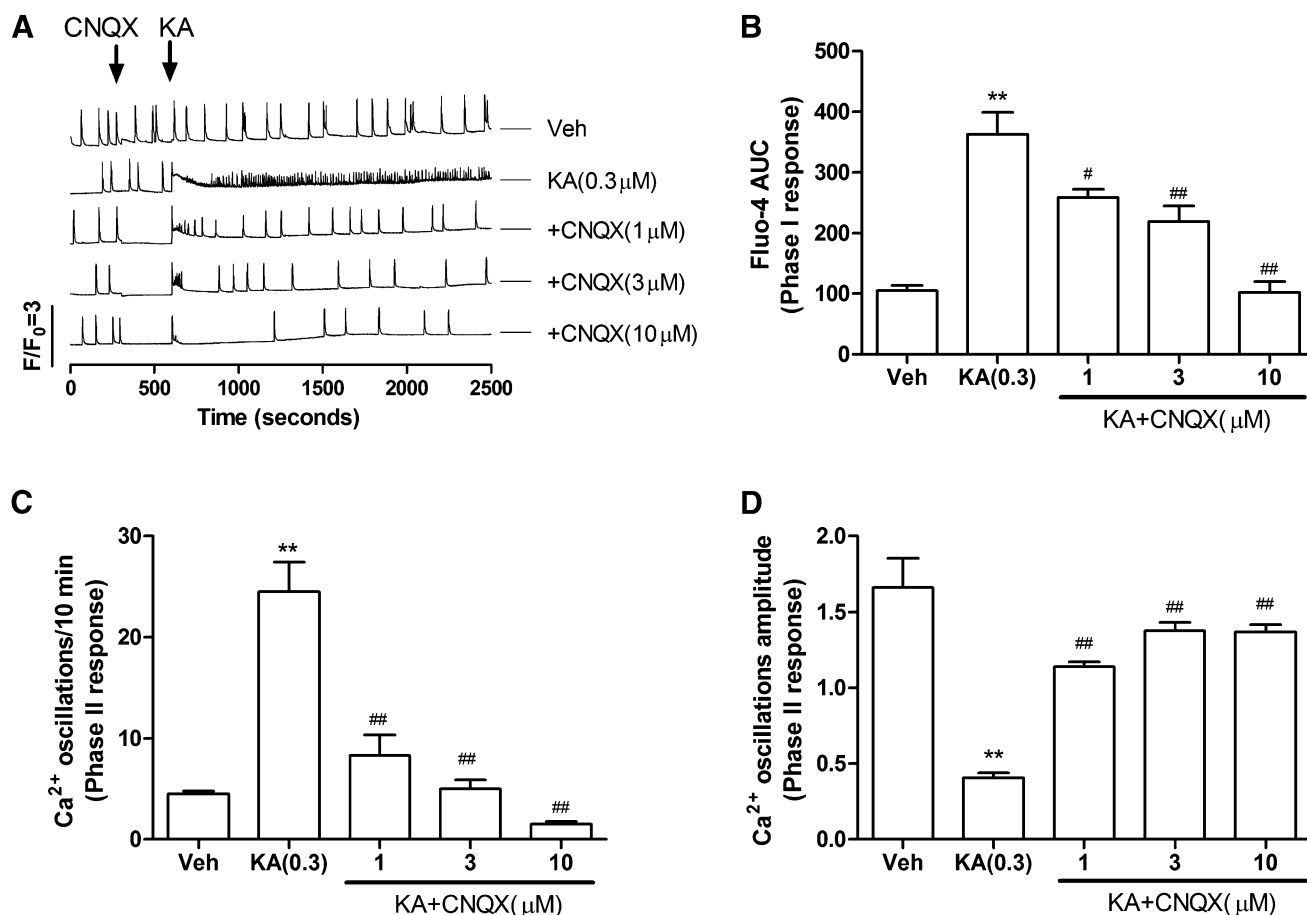 A
CNQX KA
Veh
KA(0.3μM)
+CNQX(1μM)
+CNQX(3μM)
+CNQX(10μM)
F/F₀=3
0 500 1000 1500 2000 2500
Time (seconds)
B
Fluo-4 AUC
(Phase I response)
500
400
300
200
100
0
**
#
##
##
Veh KA(0.3) 1 3 10
KA+CNQX(μM)
C
Ca²⁺ oscillations/10 min
(Phase II response)
30
20
10
0
**
##
##
##
Veh KA(0.3) 1 3 10
KA+CNQX(μM)
D
Ca²⁺ oscillations amplitude
(Phase II response)
2.0
1.5
1.0
0.5
0.0
**
##
##
##
Veh KA(0.3) 1 3 10
KA+CNQX(μM)